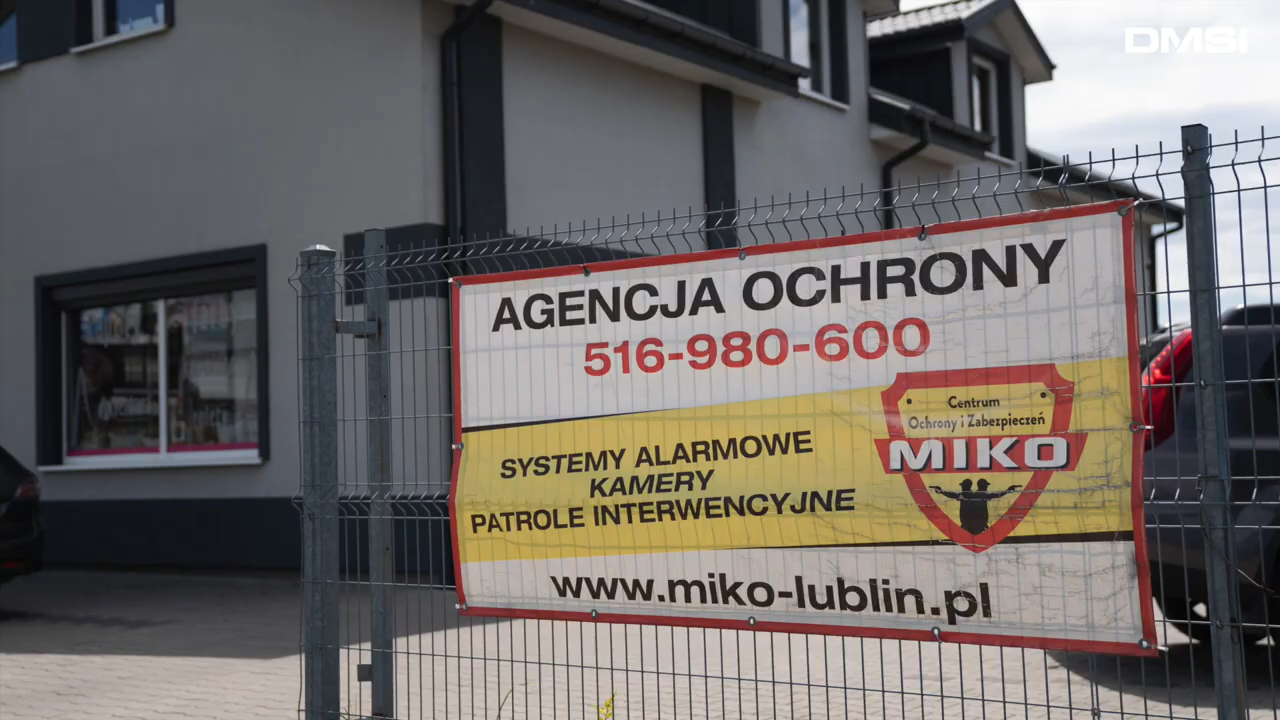 DMSI
AGENCJA OCHRONY
516-980-600
Centrum
Ochrony i Zabezpieczeń
MIKO
SYSTEMY ALARMOWE
KAMERY
PATROLE INTERWENCYJNE
www.miko-lublin.pl